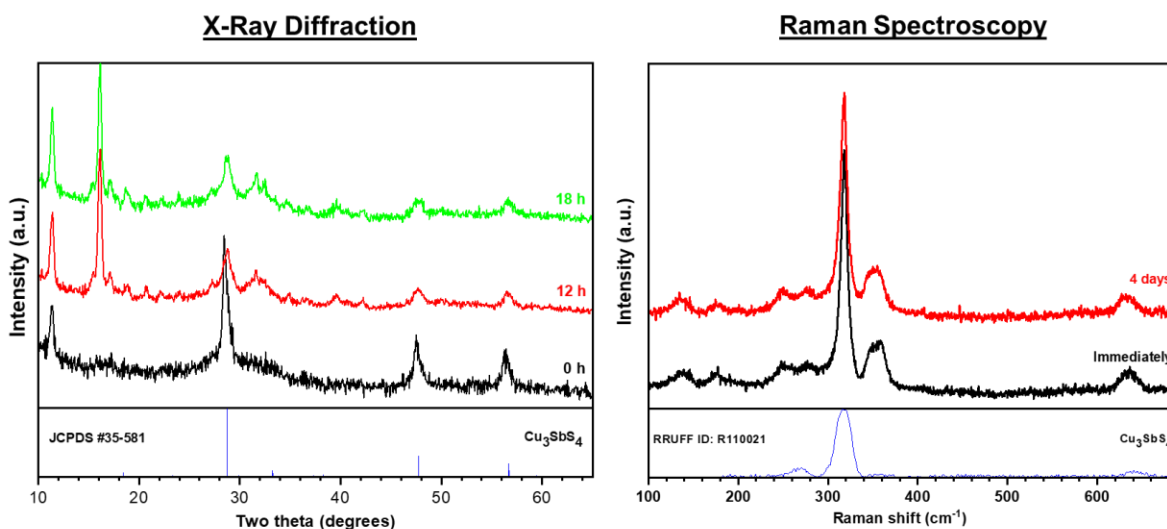 X-Ray Diffraction
Intensity (a.u.)
18 h
12 h
0 h
JCPDS #35-581
Cu₃SbS₄
10 20 30 40 50 60
Two theta (degrees)
Raman Spectroscopy
Intensity (a.u.)
4 days
Immediately
RRUFF ID: R110021
Cu₃SbS
100 200 300 400 500 600
Raman shift (cm⁻¹)